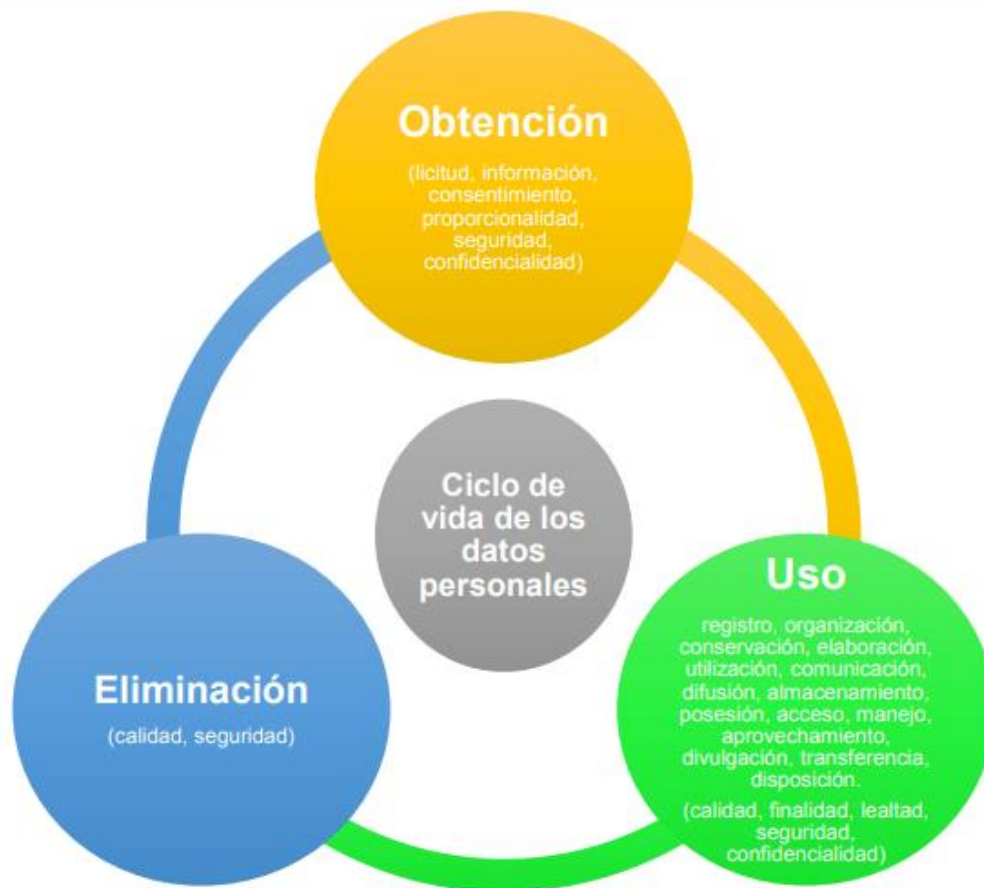 Obtención
(licitud, información,
consentimiento,
proporcionalidad,
seguridad,
confidencialidad)
Ciclo de
vida de los
datos
personales
Uso
registro, organización,
conservación, elaboración,
utilización, comunicación,
difusión, almacenamiento,
posesión, acceso, manejo,
aprovechamiento,
divulgación, transferencia,
disposición.
(calidad, finalidad, lealtad,
seguridad,
confidencialidad)
Eliminación
(calidad, seguridad)